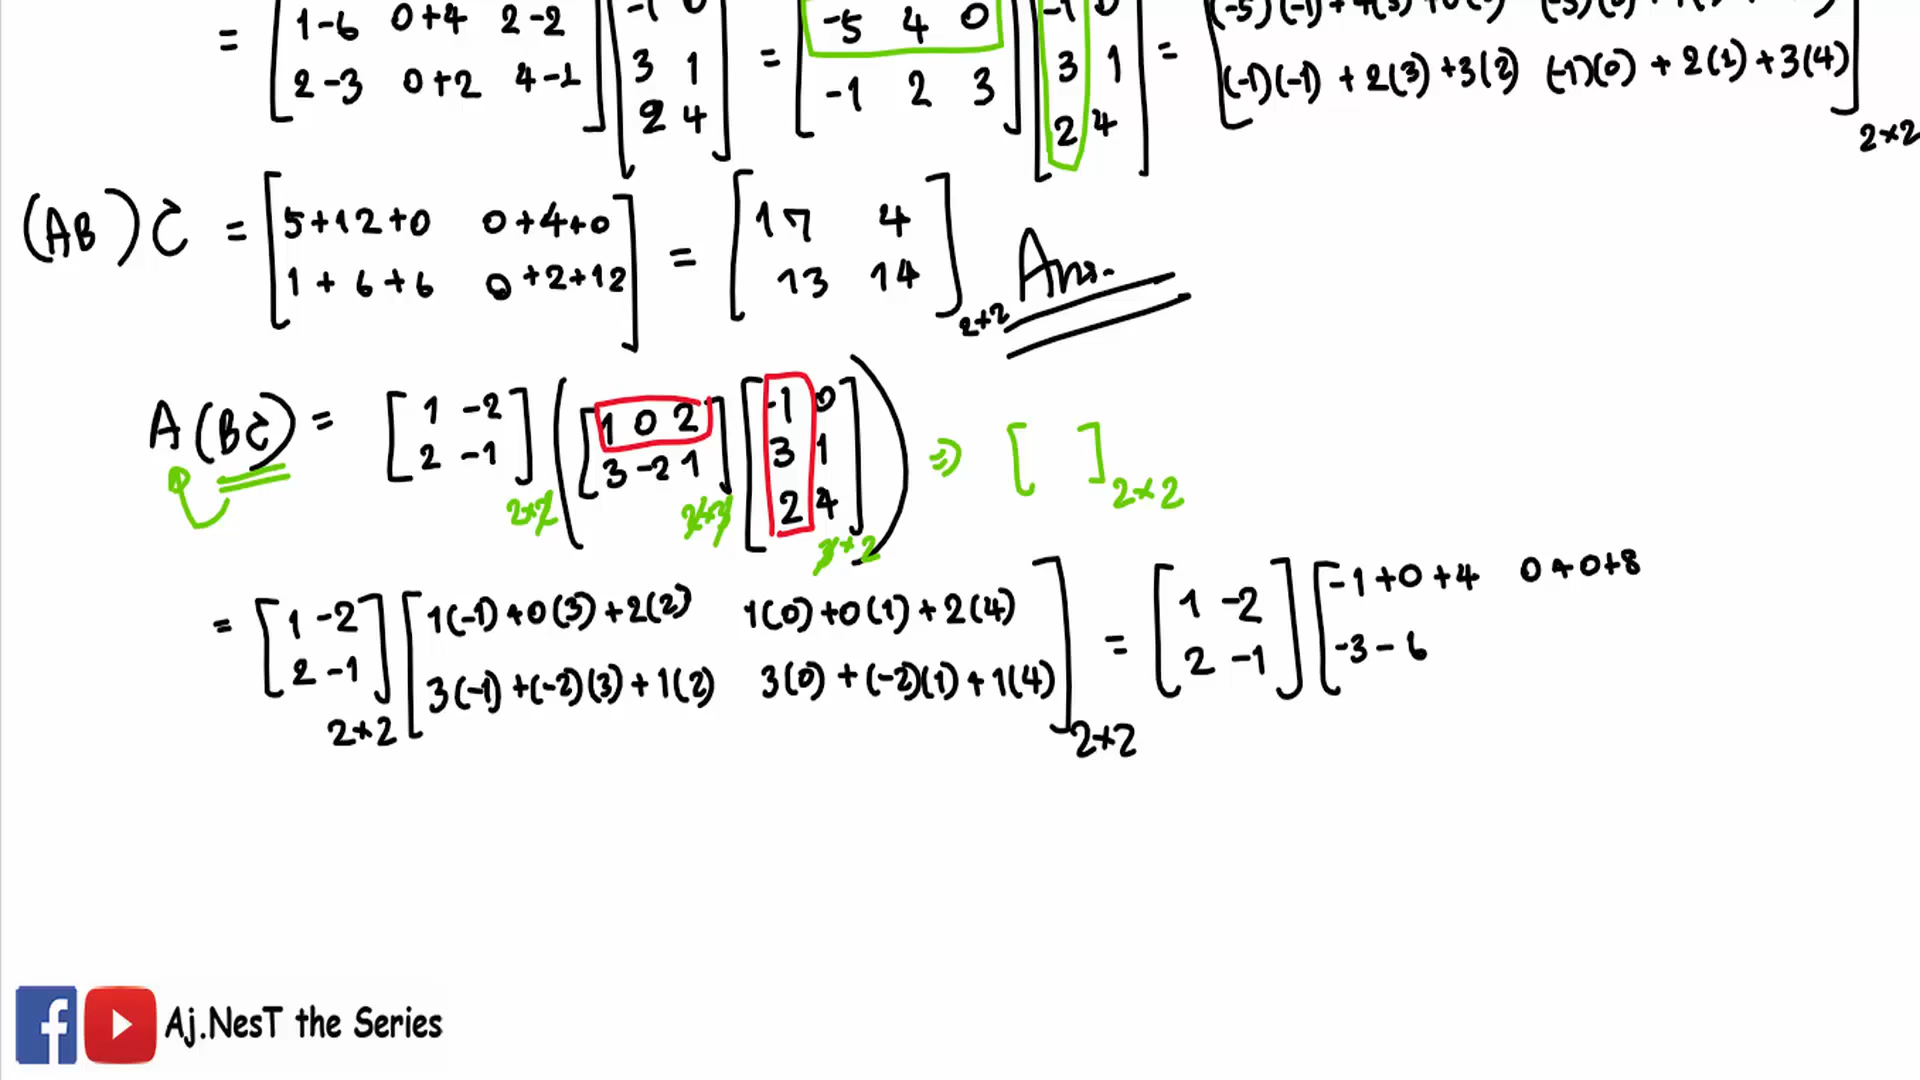 = [1-6 0+4 2-2 [-1 0 = [-5 4 0 [-1 0 [(-5)(-1)+4(3)+0(2)
2-3 0+2 4-1] 3 1 -1 2 3] 3 1 = (-1)(-1) + 2(3) +3(2) (-1)(0) + 2(1) +3(4)] 2×2
2 4] 2 4]
(AB)C = [5+12+0 0+4+0 = [17 4
1 + 6 + 6 0+2+12] 13 14] 2×2 Ans.
A(BC) = [1 -2 ([1 0 2 [-1 0
2 -1] 2×2 3 -2 1] 2×3 3 1
2 4]) 3×2 ⇒ [ ] 2×2
= [1 -2 [1(-1)+0(3)+2(2) 1(0)+0(1)+2(4) = [1 -2 [-1+0+4 0+0+8
2 -1] 2×2 3(-1)+(-2)(3)+1(2) 3(0)+(-2)(1)+1(4)] 2×2 2 -1] -3-6
f Aj.NesT the Series